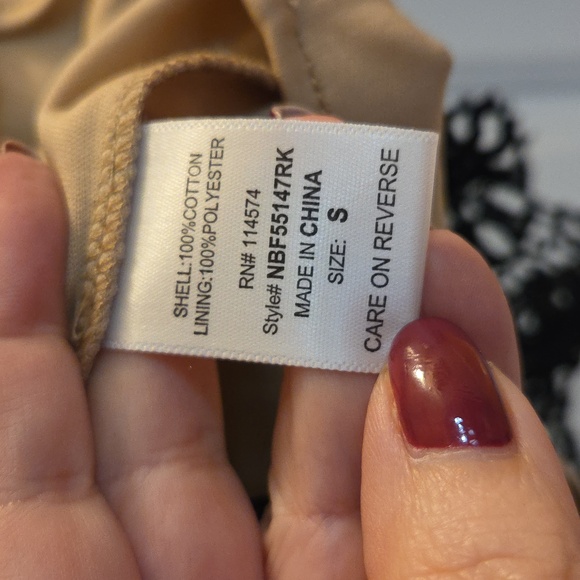 SHELL:100%COTTON
LINING:100%POLYESTER
RN# 114574
Style# NBF55147RK
MADE IN CHINA
SIZE: S
CARE ON REVERSE